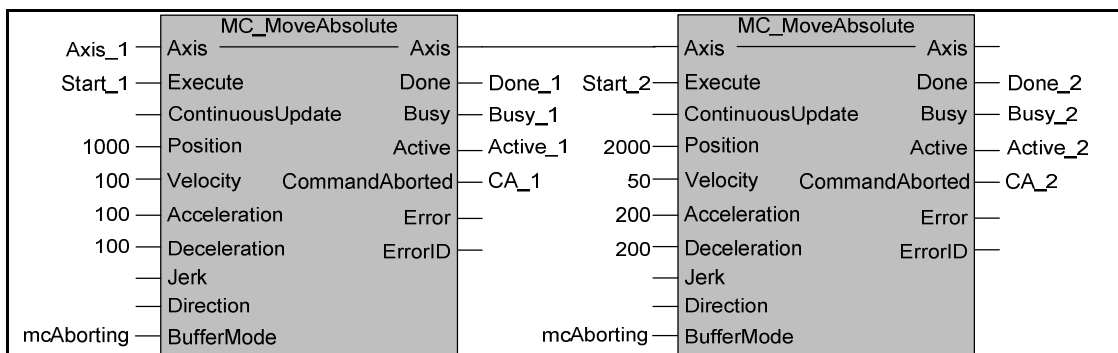 MC_MoveAbsolute MC_MoveAbsolute
Axis_1 Axis Axis Axis Axis
Start_1 Execute Done Done_1 Start_2 Execute Done Done_2
ContinuousUpdate Busy Busy_1 ContinuousUpdate Busy Busy_2
1000 Position Active Active_1 2000 Position Active Active_2
100 Velocity CommandAborted CA_1 50 Velocity CommandAborted CA_2
100 Acceleration Error 200 Acceleration Error
100 Deceleration ErrorID 200 Deceleration ErrorID
Jerk Jerk
Direction Direction
mcAborting BufferMode mcAborting BufferMode